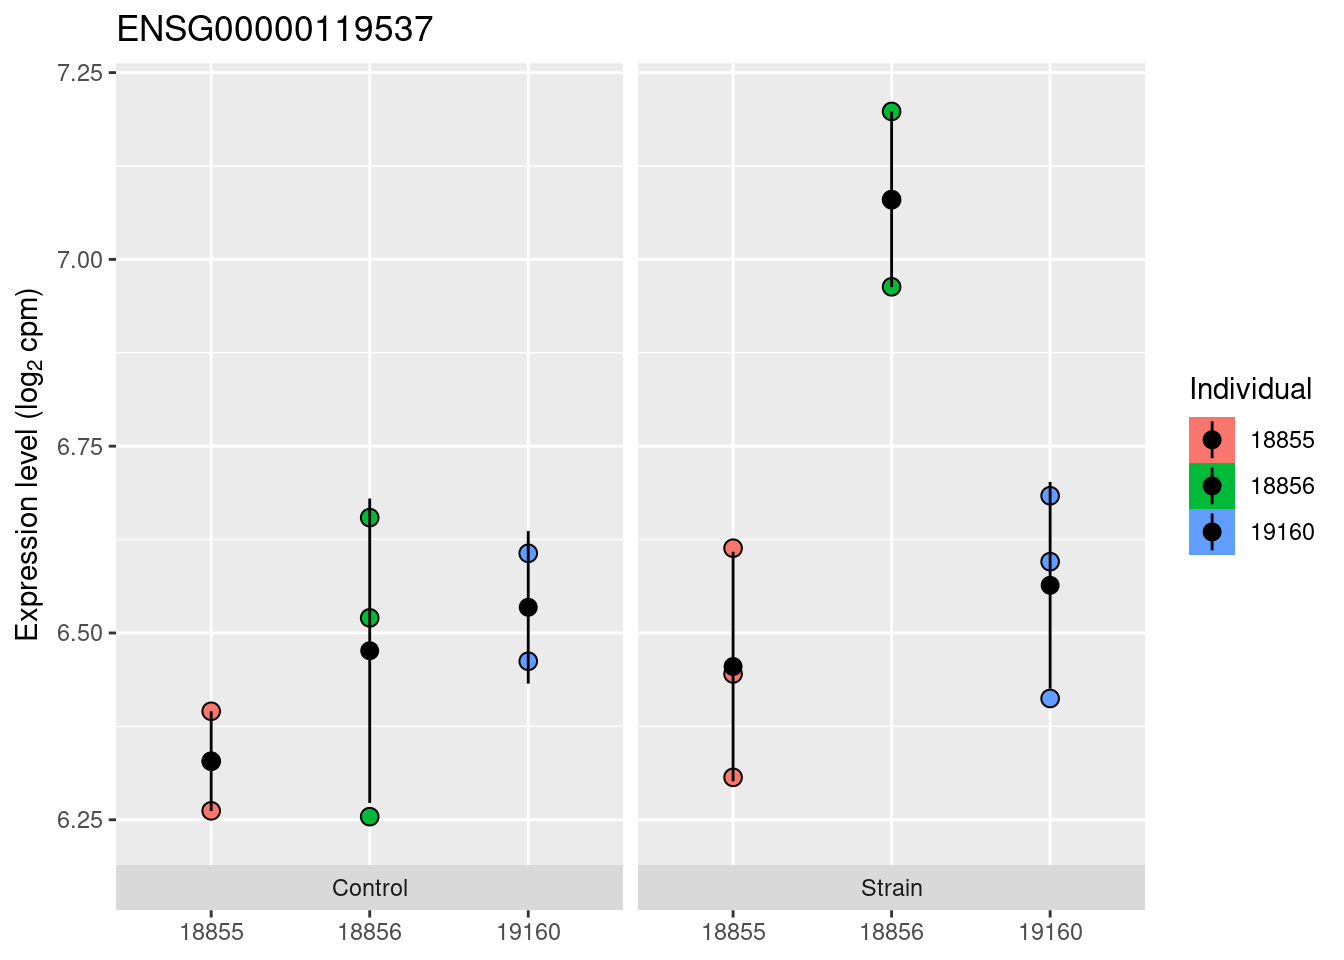 ENSG00000119537
Expression level (log₂ cpm)
7.25
7.00
6.75
6.50
6.25
Control
Strain
18855
18856
19160
18855
18856
19160
Individual
18855
18856
19160